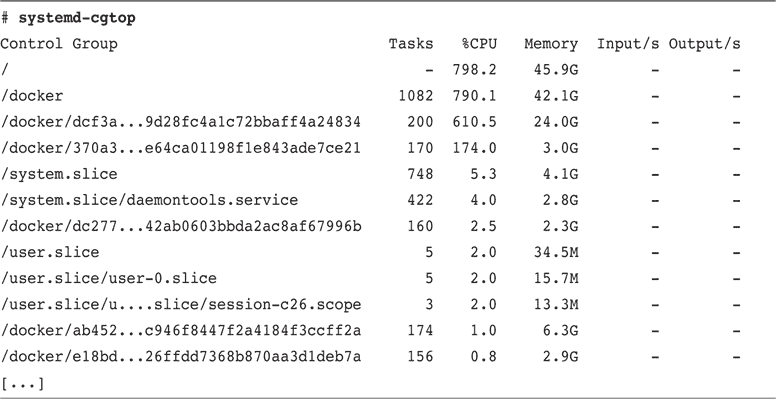 # systemd-cgtop
Control Group Tasks %CPU Memory Input/s Output/s
/ - 798.2 45.9G - -
/docker 1082 790.1 42.1G - -
/docker/dcf3a...9d28fc4a1c72bbaff4a24834 200 610.5 24.0G - -
/docker/370a3...e64ca01198f1e843ade7ce21 170 174.0 3.0G - -
/system.slice 748 5.3 4.1G - -
/system.slice/daemontools.service 422 4.0 2.8G - -
/docker/dc277...42ab0603bbda2ac8af67996b 160 2.5 2.3G - -
/user.slice 5 2.0 34.5M - -
/user.slice/user-0.slice 5 2.0 15.7M - -
/user.slice/u....slice/session-c26.scope 3 2.0 13.3M - -
/docker/ab452...c946f8447f2a4184f3ccff2a 174 1.0 6.3G - -
/docker/e18bd...26ffdd7368b870aa3d1deb7a 156 0.8 2.9G - -
[...]